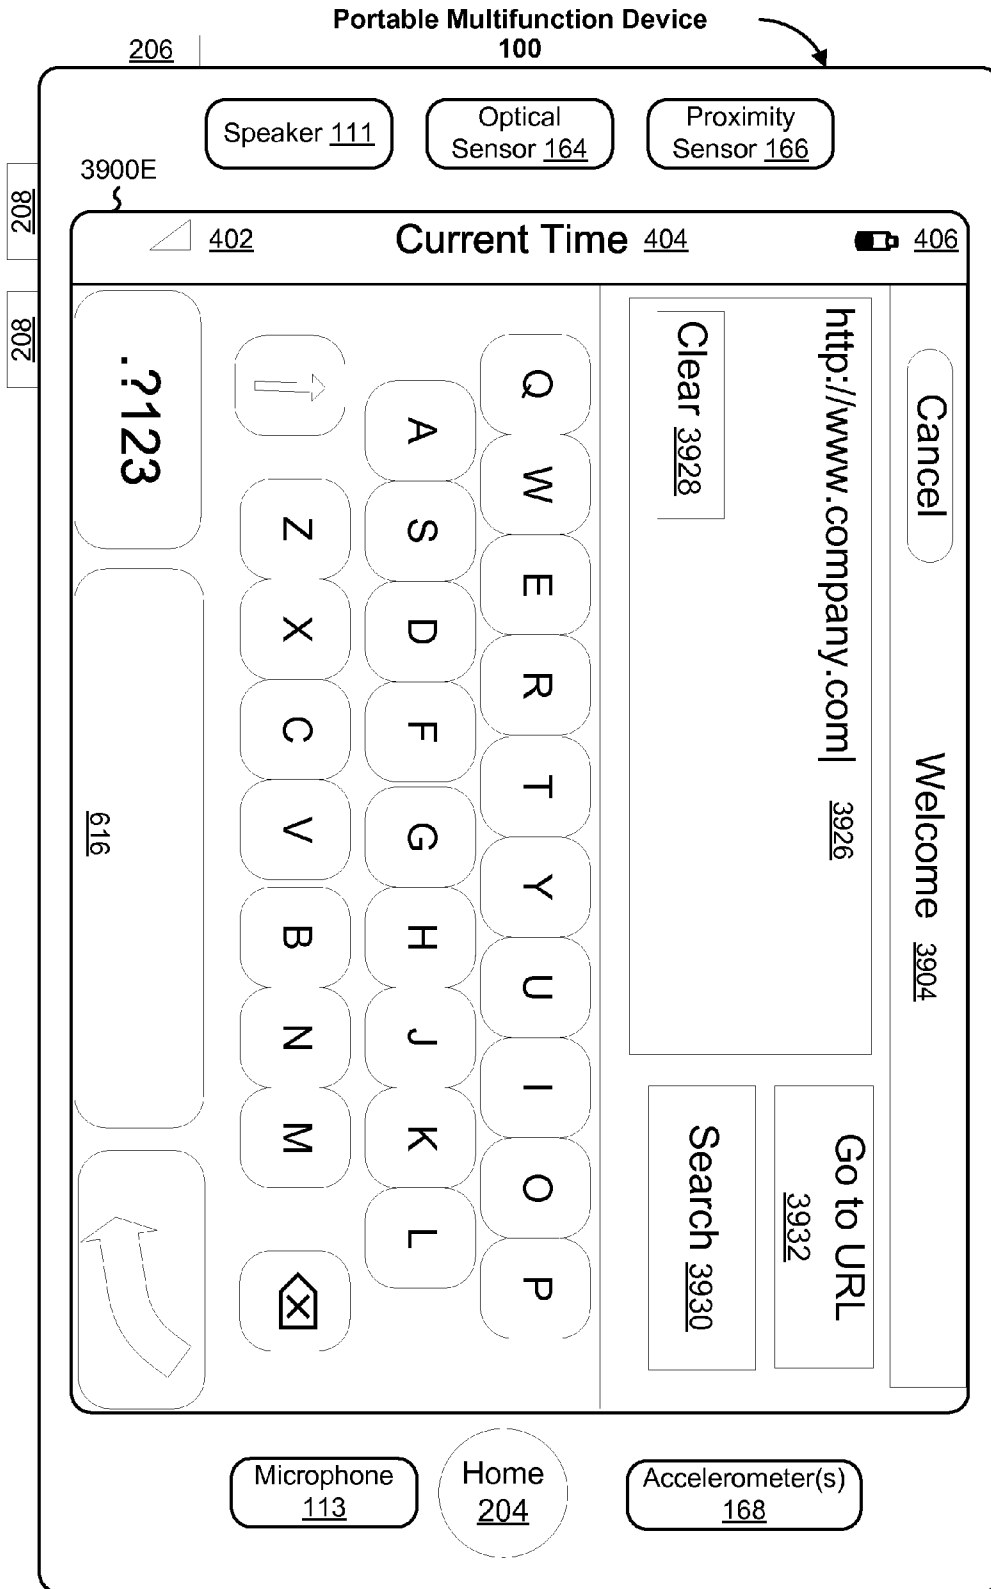 Portable Multifunction Device
100
206
Speaker 111
Optical
Sensor 164
Proximity
Sensor 166
3900E
208
208
402
Current Time 404
406
Cancel
Welcome 3904
http://www.company.com| 3926
Clear 3928
Go to URL
3932
Search 3930
Q W E R T Y U I O P
A S D F G H J K L
Z X C V B N M
.?123
616
Microphone
113
Home
204
Accelerometer(s)
168